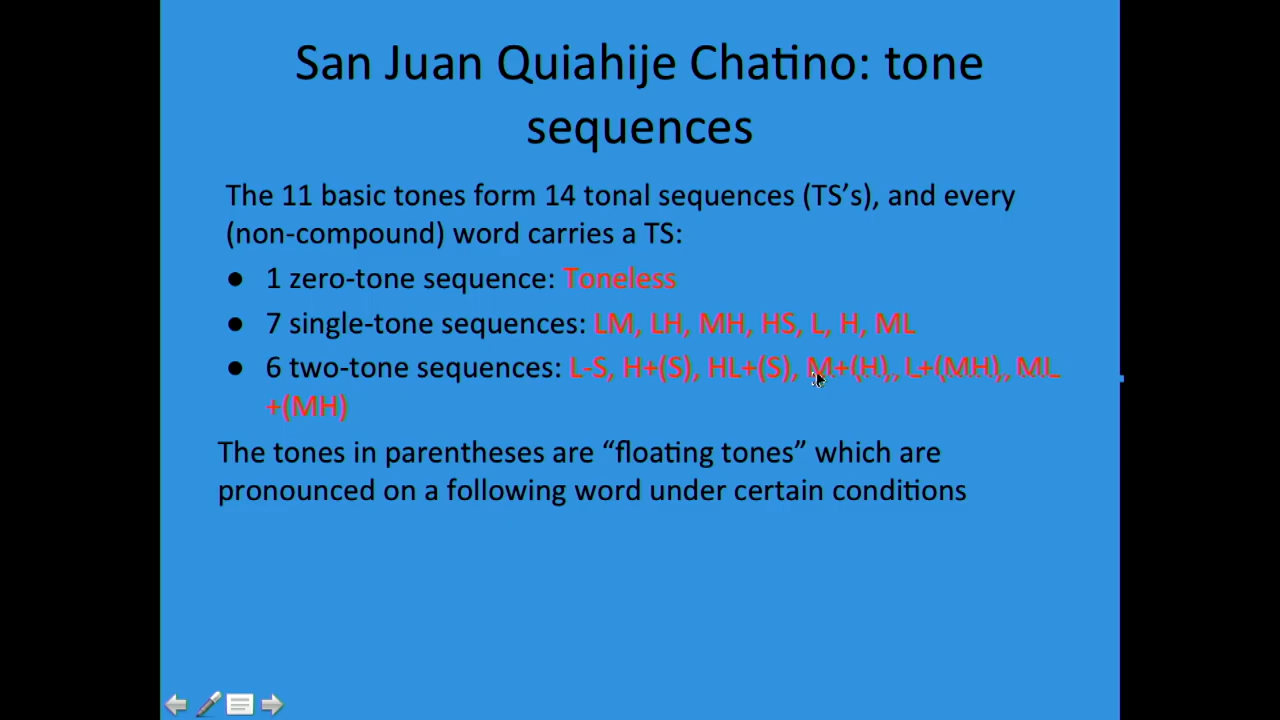 San Juan Quiahije Chatino: tone
sequences
The 11 basic tones form 14 tonal sequences (TS’s), and every
(non-compound) word carries a TS:
● 1 zero-tone sequence: Toneless
● 7 single-tone sequences: LM, LH, MH, HS, L, H, ML
● 6 two-tone sequences: L-S, H+(S), HL+(S), M+(H), L+(MH), ML
+(MH)
The tones in parentheses are “floating tones” which are
pronounced on a following word under certain conditions